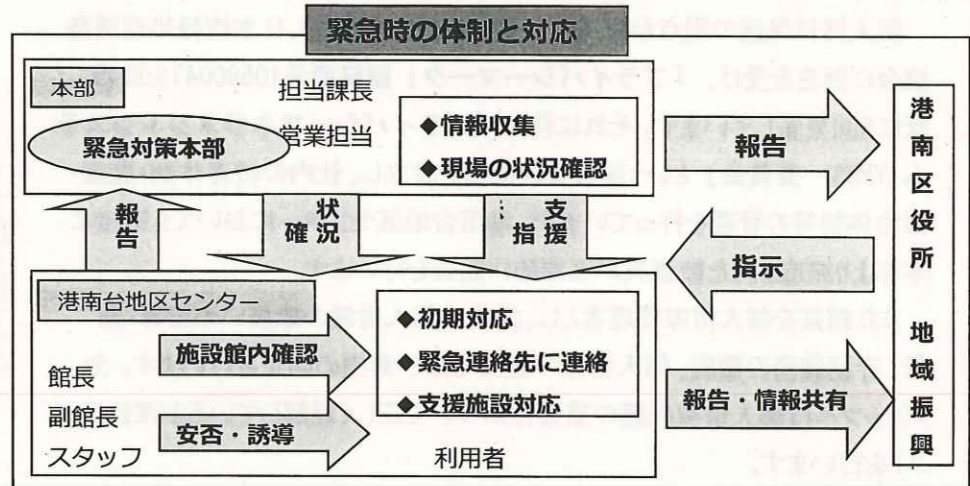 緊急時の体制と対応
本部
緊急対策本部
担当課長
営業担当
◆情報収集
◆現場の状況確認
報告
状況
確認
支援
指援
報告
指示
港南台地区センター
館長
副館長
スタッフ
施設館内確認
安否・誘導
◆初期対応
◆緊急連絡先に連絡
◆支援施設対応
利用者
報告・情報共有
港南区役所
地域振興